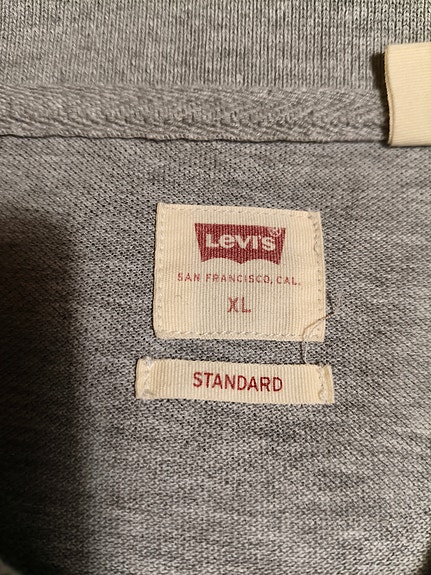 Levi's®
SAN FRANCISCO, CAL.
XL
STANDARD